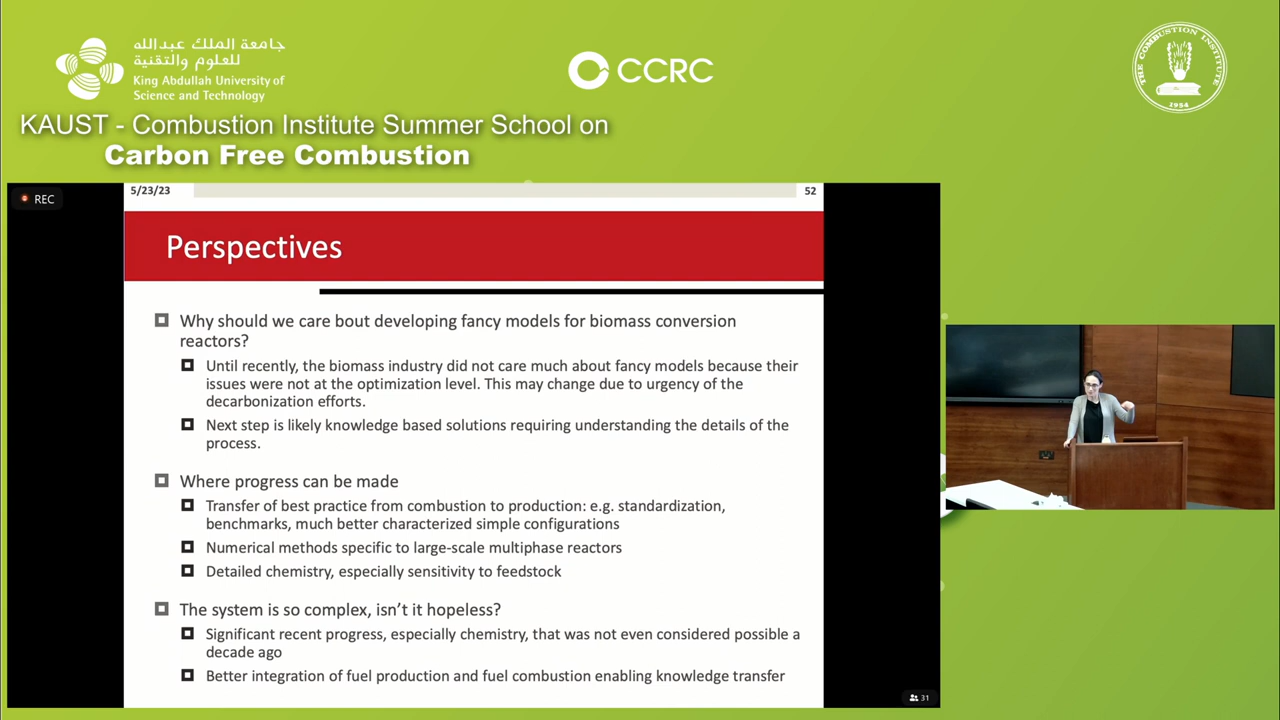 جامعة الملك عبدالله
للعلوم والتقنية
King Abdullah University of
Science and Technology
CCRC
THE COMBUSTION INSTITUTE
1954
KAUST - Combustion Institute Summer School on
Carbon Free Combustion
REC
5/23/23
52
Perspectives
Why should we care bout developing fancy models for biomass conversion
reactors?
Until recently, the biomass industry did not care much about fancy models because their
issues were not at the optimization level. This may change due to urgency of the
decarbonization efforts.
Next step is likely knowledge based solutions requiring understanding the details of the
process.
Where progress can be made
Transfer of best practice from combustion to production: e.g. standardization,
benchmarks, much better characterized simple configurations
Numerical methods specific to large-scale multiphase reactors
Detailed chemistry, especially sensitivity to feedstock
The system is so complex, isn't it hopeless?
Significant recent progress, especially chemistry, that was not even considered possible a
decade ago
Better integration of fuel production and fuel combustion enabling knowledge transfer
31